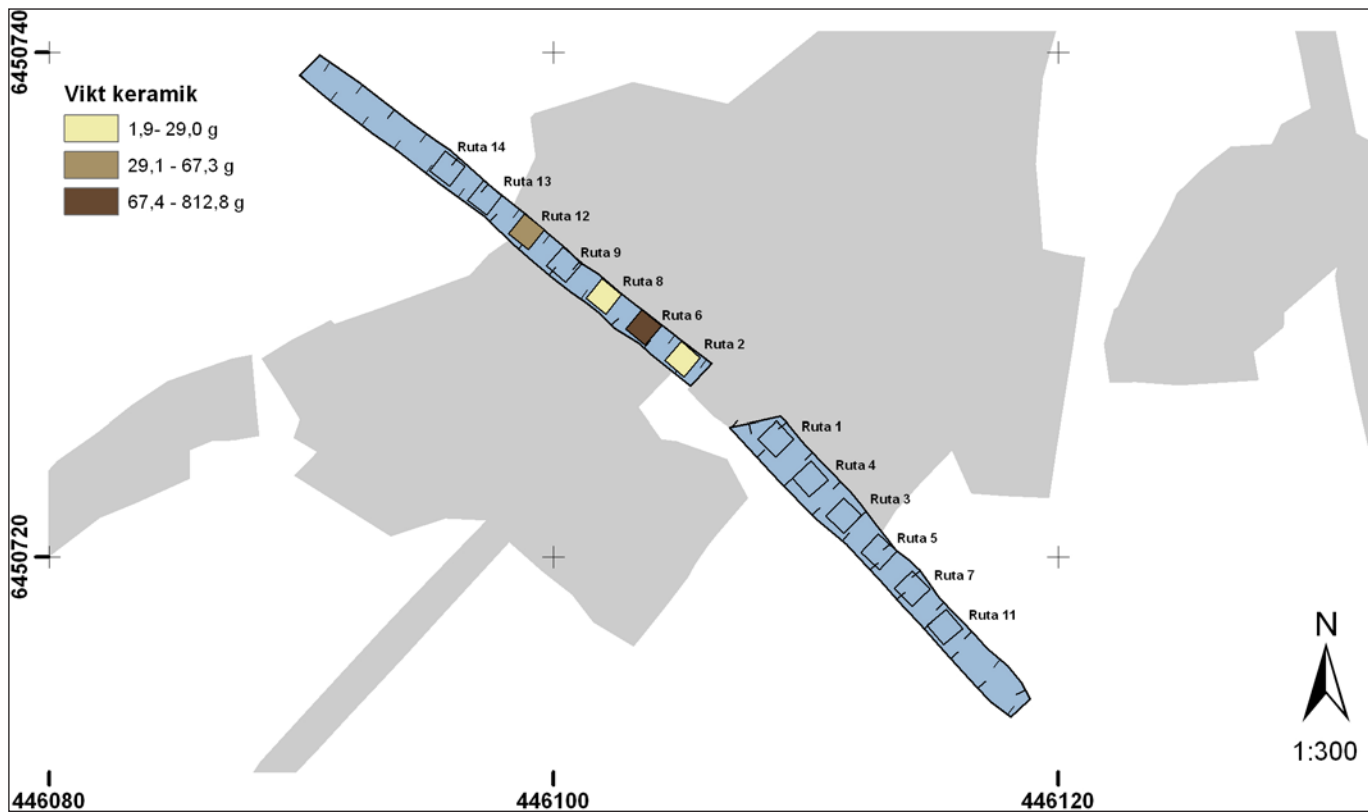 6450740
Vikt keramik
1,9- 29,0 g
29,1 - 67,3 g
67,4 - 812,8 g
Ruta 14
Ruta 13
Ruta 12
Ruta 9
Ruta 8
Ruta 6
Ruta 2
Ruta 1
Ruta 4
Ruta 3
Ruta 5
Ruta 7
Ruta 11
6450720
N
1:300
446080
446100
446120